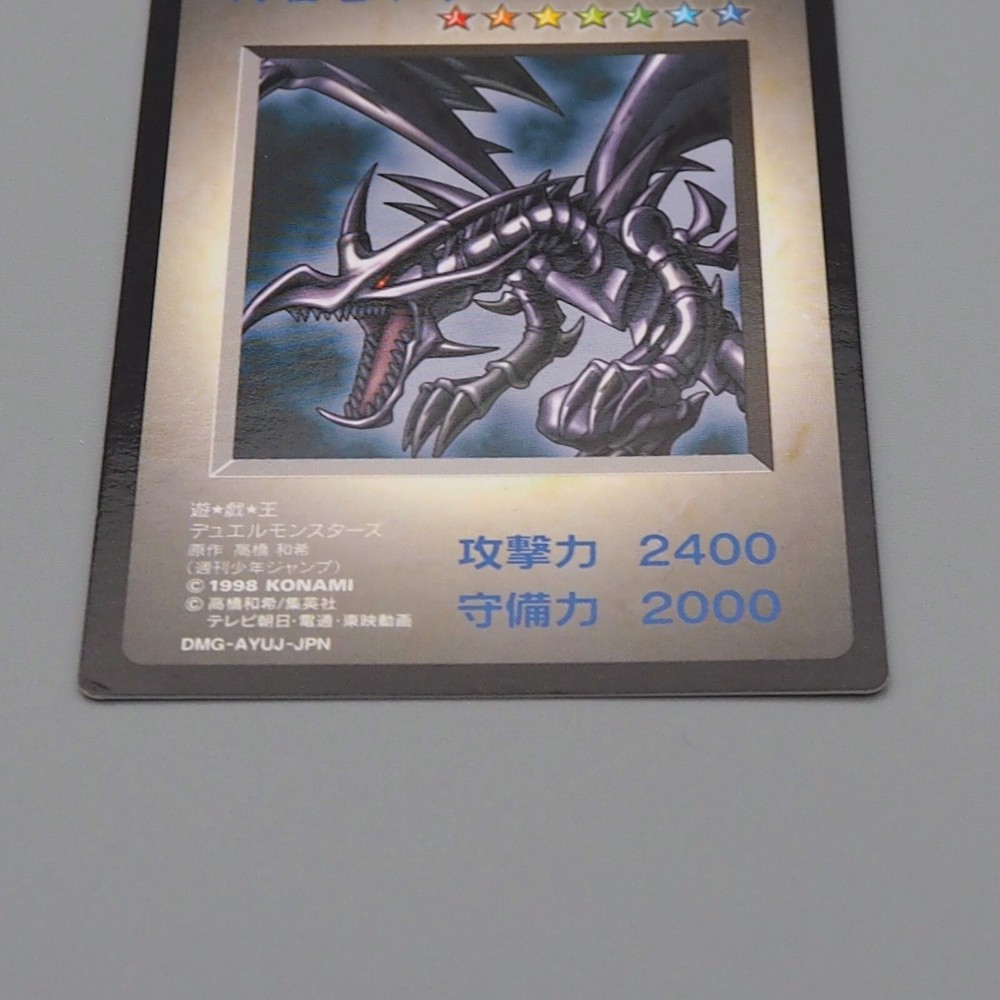 遊★戯★王
デュエルモンスターズ
原作 高橋 和希
(週刊少年ジャンプ)
© 1998 KONAMI
© 高橋和希/集英社
テレビ朝日・電通・東映動画
DMG-AYUJ-JPN
攻撃力 2400
守備力 2000